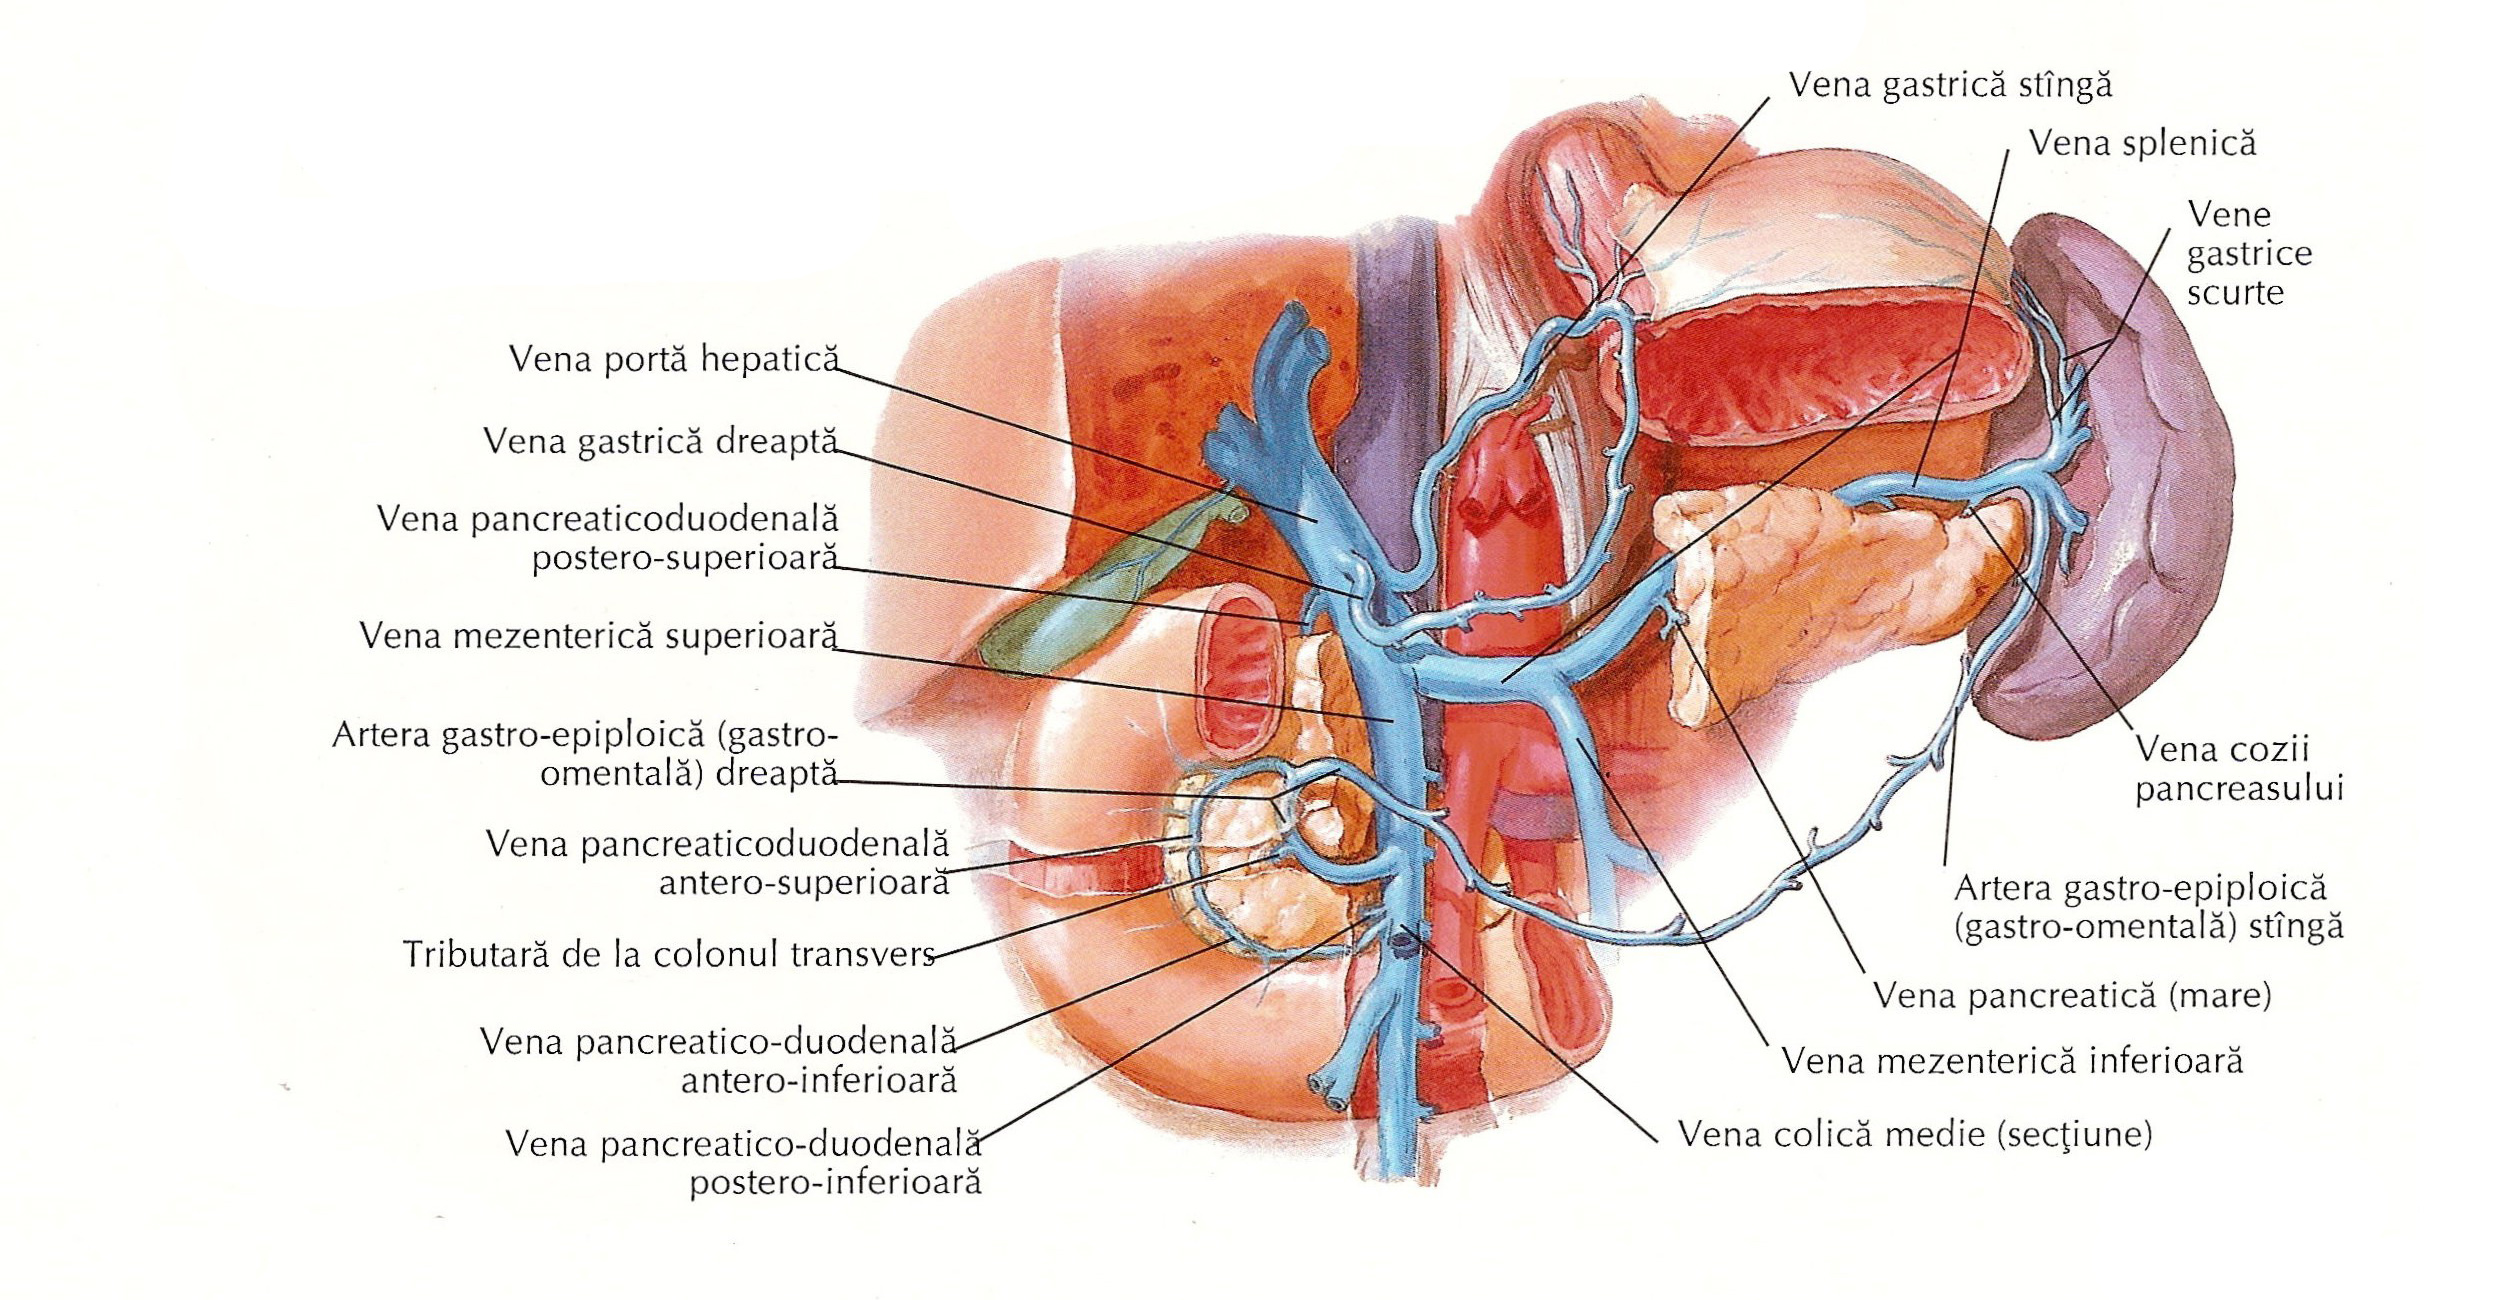 Vena gastrică stîngă
Vena splenică
Vene
gastrice
scurte
Vena portă hepatică
Vena gastrică dreaptă
Vena pancreaticoduodenală
postero-superioară
Vena mezenterică superioară
Artera gastro-epiploică (gastro-
omentală) dreaptă
Vena pancreaticoduodenală
antero-superioară
Tributară de la colonul transvers
Vena pancreatico-duodenală
antero-inferioară
Vena pancreatico-duodenală
postero-inferioară
Vena cozii
pancreasului
Artera gastro-epiploică
(gastro-omentală) stîngă
Vena pancreatică (mare)
Vena mezenterică inferioară
Vena colică medie (secţiune)